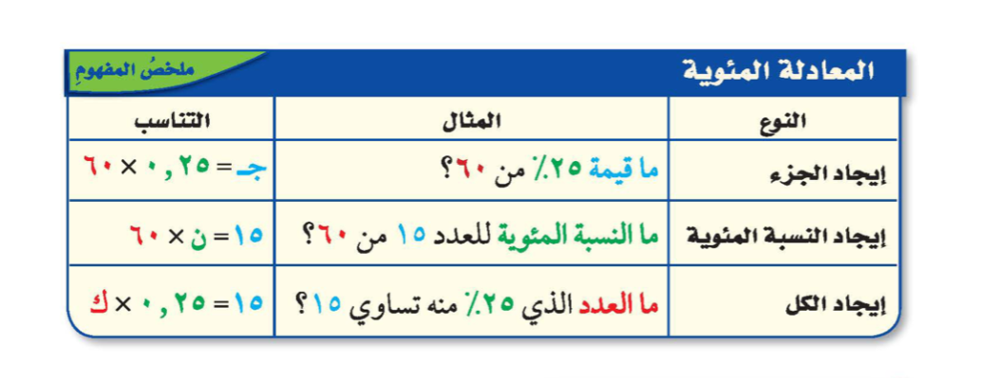 المعادلة المئوية
ملخصُ المفهومِ
النوع المثال التناسب
إيجاد الجزء ما قيمة ٢٥٪ من ٦٠؟ جـ = ٠,٢٥ × ٦٠
إيجاد النسبة المئوية ما النسبة المئوية للعدد ١٥ من ٦٠؟ ١٥ = ن × ٦٠
إيجاد الكل ما العدد الذي ٢٥٪ منه تساوي ١٥؟ ١٥ = ٠,٢٥ × ك